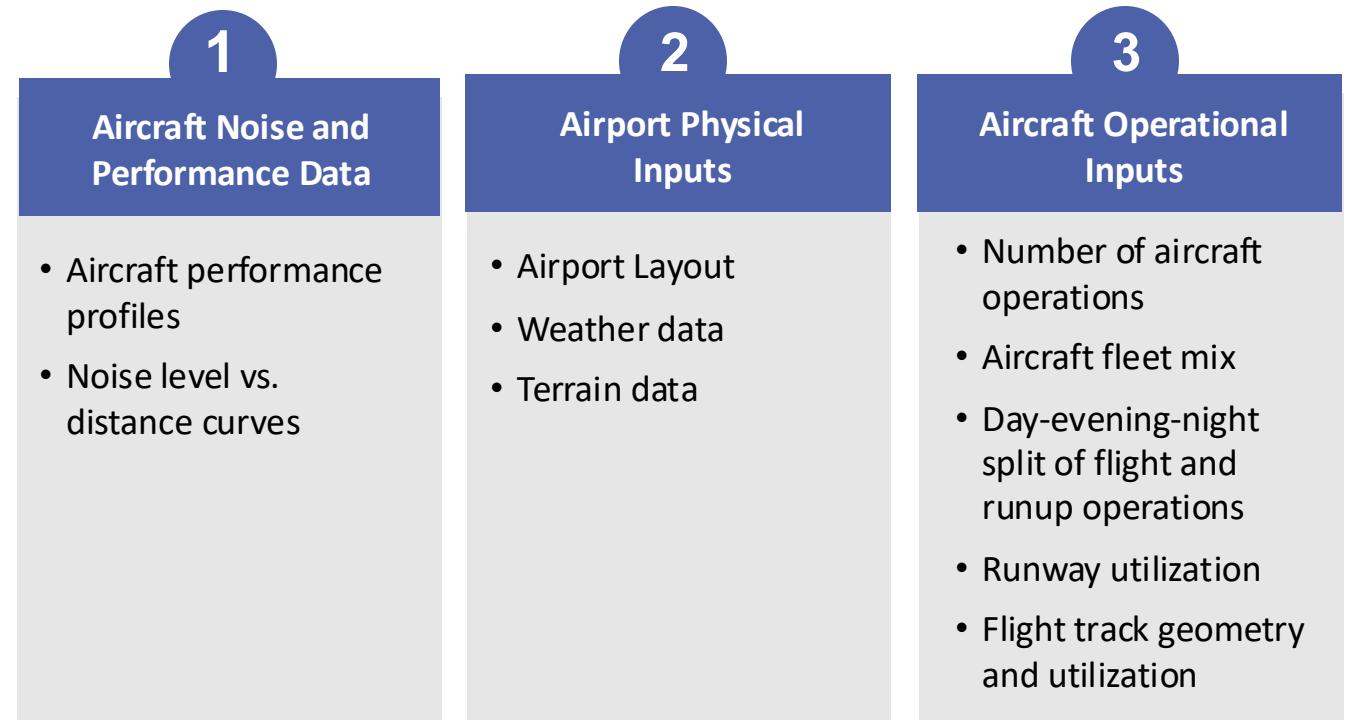 1
Aircraft Noise and
Performance Data
• Aircraft performance
profiles
• Noise level vs.
distance curves
2
Airport Physical
Inputs
• Airport Layout
• Weather data
• Terrain data
3
Aircraft Operational
Inputs
• Number of aircraft
operations
• Aircraft fleet mix
• Day-evening-night
split of flight and
runup operations
• Runway utilization
• Flight track geometry
and utilization